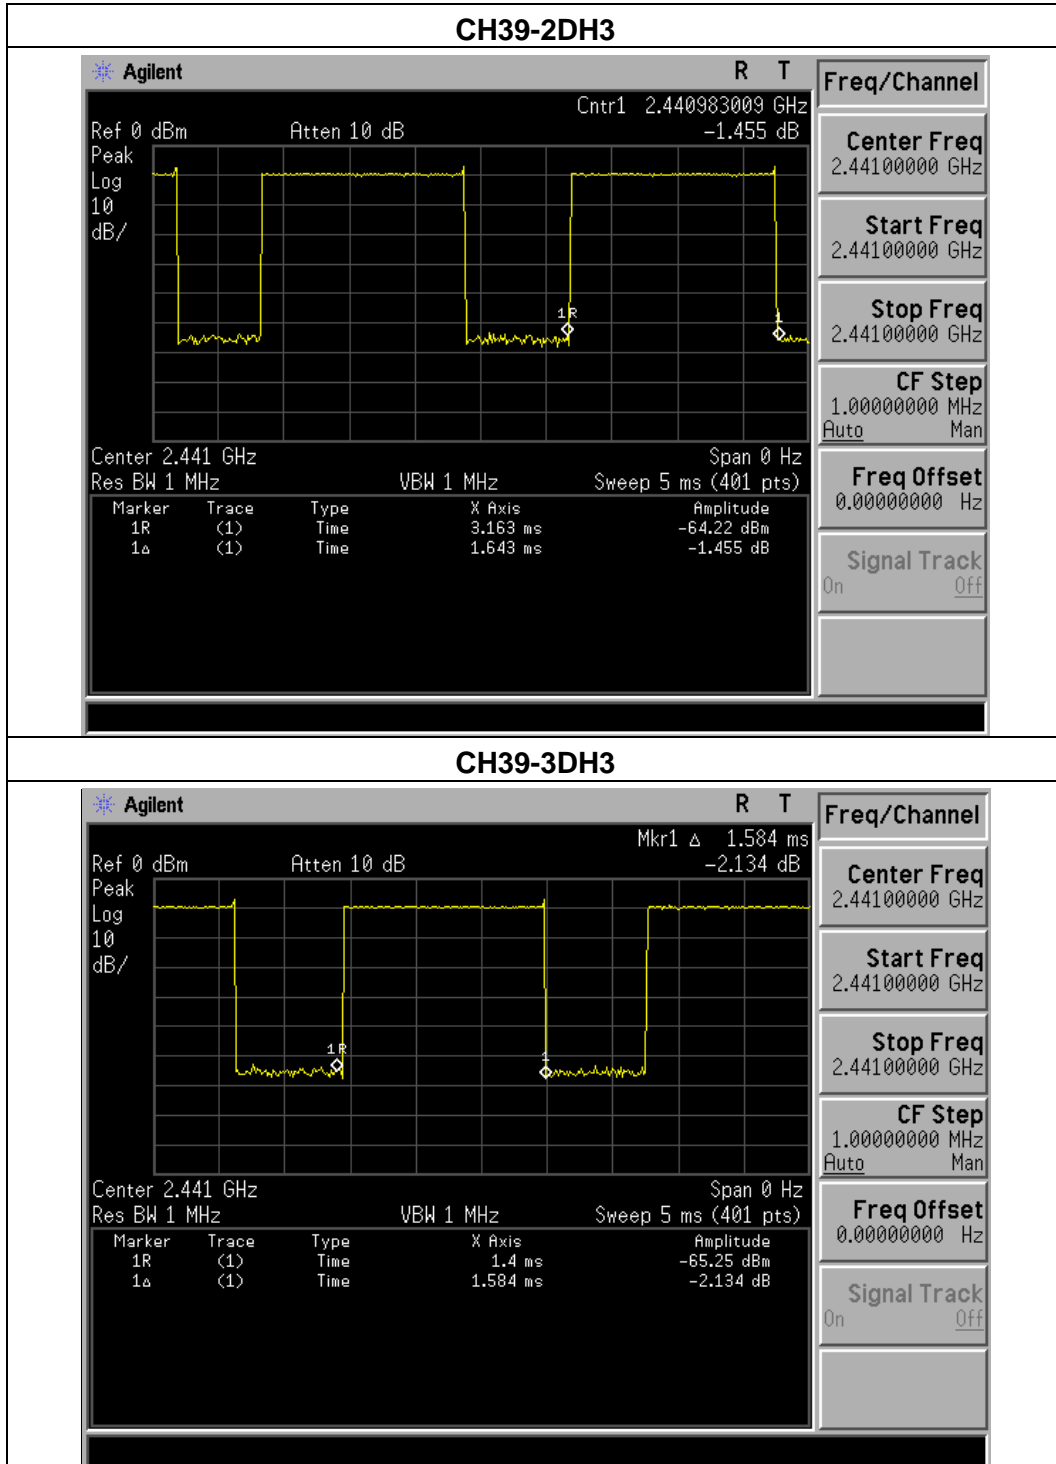 CH39-2DH3
Agilent R T
Cntr1 2.440983009 GHz
Ref 0 dBm Atten 10 dB -1.455 dB
Peak
Log
10
dB/
1R
1
Center 2.441 GHz Span 0 Hz
Res BW 1 MHz VBW 1 MHz Sweep 5 ms (401 pts)
Marker Trace Type X Axis Amplitude
1R (1) Time 3.163 ms -64.22 dBm
1Δ (1) Time 1.643 ms -1.455 dB
Freq/Channel
Center Freq
2.44100000 GHz
Start Freq
2.44100000 GHz
Stop Freq
2.44100000 GHz
CF Step
1.00000000 MHz
Auto Man
Freq Offset
0.00000000 Hz
Signal Track
On Off
CH39-3DH3
Agilent R T
Mkr1 Δ 1.584 ms
Ref 0 dBm Atten 10 dB -2.134 dB
Peak
Log
10
dB/
1R
1
Center 2.441 GHz Span 0 Hz
Res BW 1 MHz VBW 1 MHz Sweep 5 ms (401 pts)
Marker Trace Type X Axis Amplitude
1R (1) Time 1.4 ms -65.25 dBm
1Δ (1) Time 1.584 ms -2.134 dB
Freq/Channel
Center Freq
2.44100000 GHz
Start Freq
2.44100000 GHz
Stop Freq
2.44100000 GHz
CF Step
1.00000000 MHz
Auto Man
Freq Offset
0.00000000 Hz
Signal Track
On Off